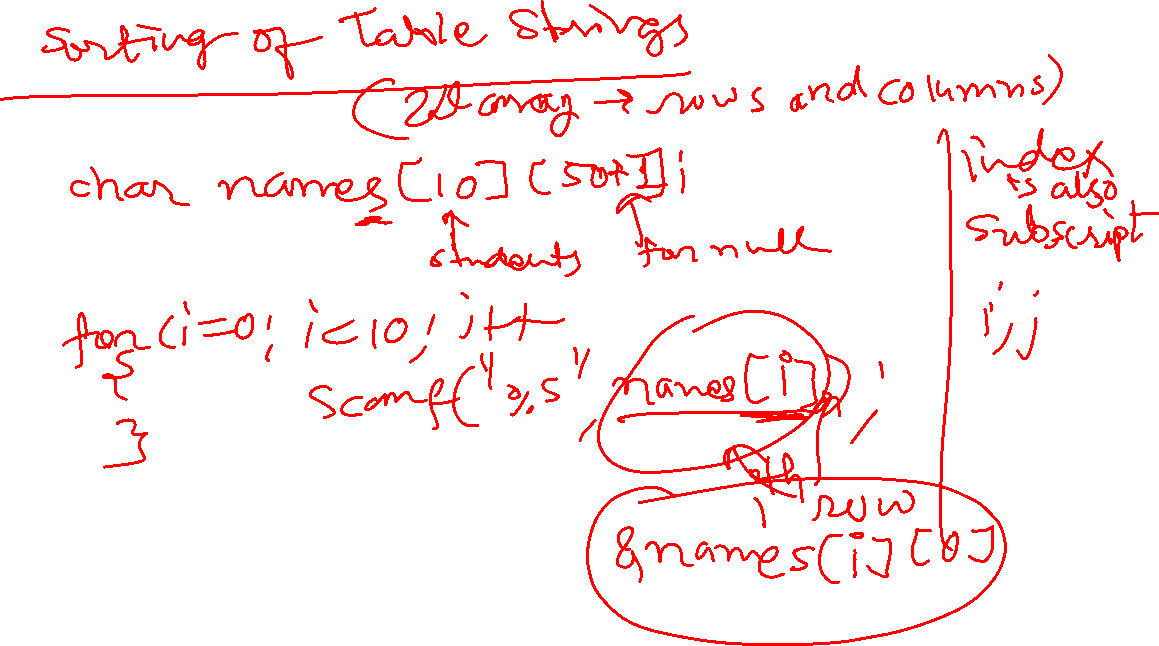 Sorting of Table Strings
(2D array → rows and columns)
char names[10][50+1];
students for null
for(i=0; i<10; i++
{
scanf("%s", names[i]);
}
ith row
&names[i][0]
index
is also
subscript
i,j